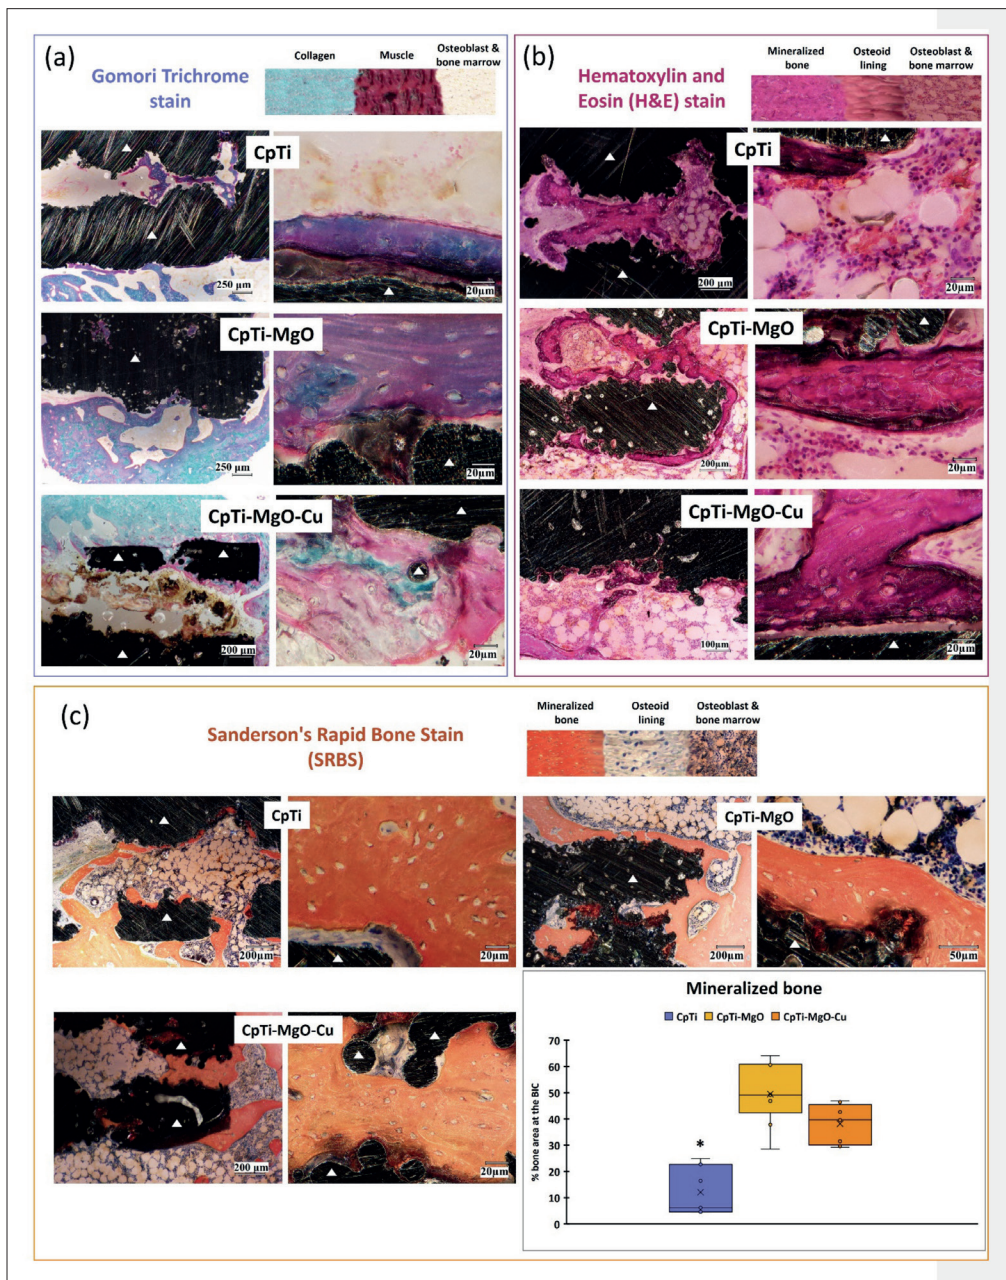 (a)
Gomori Trichrome
stain
Collagen
Muscle
Osteoblast &
bone marrow
CpTi
250 µm
20µm
CpTi-MgO
250 µm
20µm
CpTi-MgO-Cu
200 µm
20µm
(b)
Hematoxylin and
Eosin (H&E) stain
Mineralized
bone
Osteoid
lining
Osteoblast &
bone marrow
CpTi
200 µm
20µm
CpTi-MgO
200µm
20µm
CpTi-MgO-Cu
100µm
20µm
(c)
Sanderson's Rapid Bone Stain
(SRBS)
Mineralized
bone
Osteoid
lining
Osteoblast &
bone marrow
CpTi
200µm
20µm
CpTi-MgO
200µm
50µm
CpTi-MgO-Cu
200 µm
20µm
Mineralized bone
CpTi CpTi-MgO CpTi-MgO-Cu
% bone area at the BIC
70
60
50
40
30
20
10
0
*